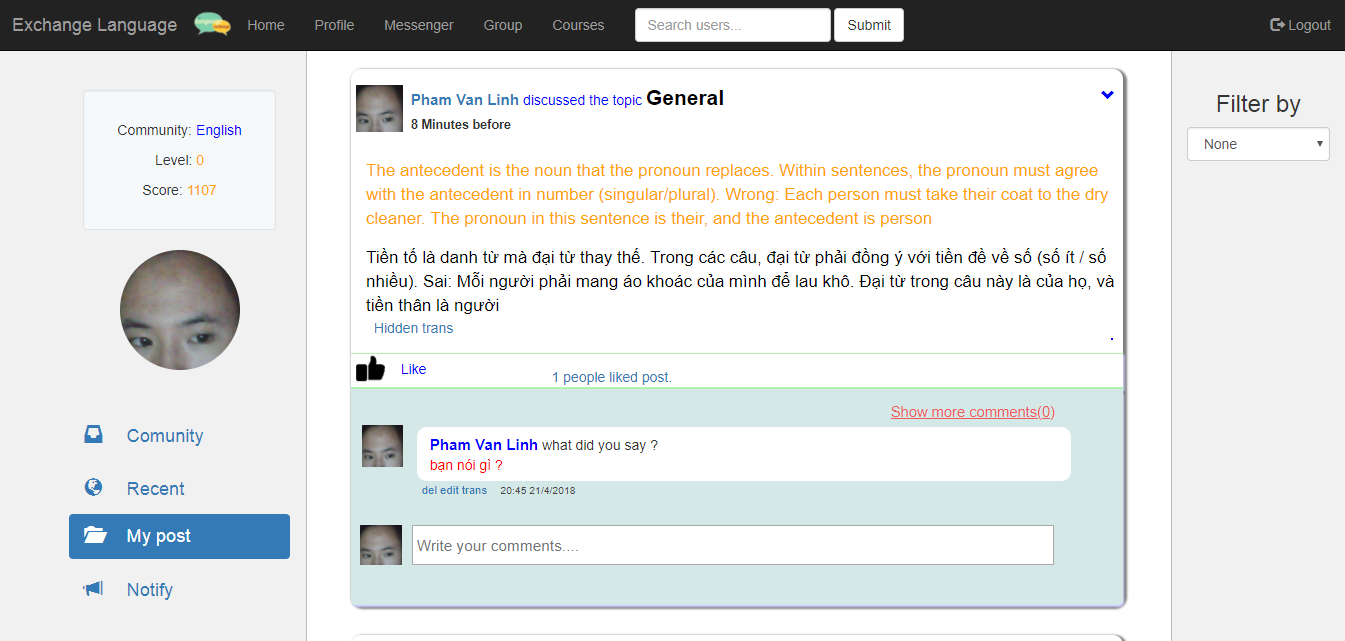 Exchange Language Home Profile Messenger Group Courses Search users... Submit Logout
Community: English
Level: 0
Score: 1107
Comunity
Recent
My post
Notify
Pham Van Linh discussed the topic General
8 Minutes before
The antecedent is the noun that the pronoun replaces. Within sentences, the pronoun must agree
with the antecedent in number (singular/plural). Wrong: Each person must take their coat to the dry
cleaner. The pronoun in this sentence is their, and the antecedent is person
Tiền tố là danh từ mà đại từ thay thế. Trong các câu, đại từ phải đồng ý với tiền đề về số (số ít / số
nhiều). Sai: Mỗi người phải mang áo khoác của mình để lau khô. Đại từ trong câu này là của họ, và
tiền thân là người
Hidden trans
.
Like 1 people liked post.
Show more comments(0)
Pham Van Linh what did you say ?
bạn nói gì ?
del edit trans 20:45 21/4/2018
Write your comments....
Filter by
None